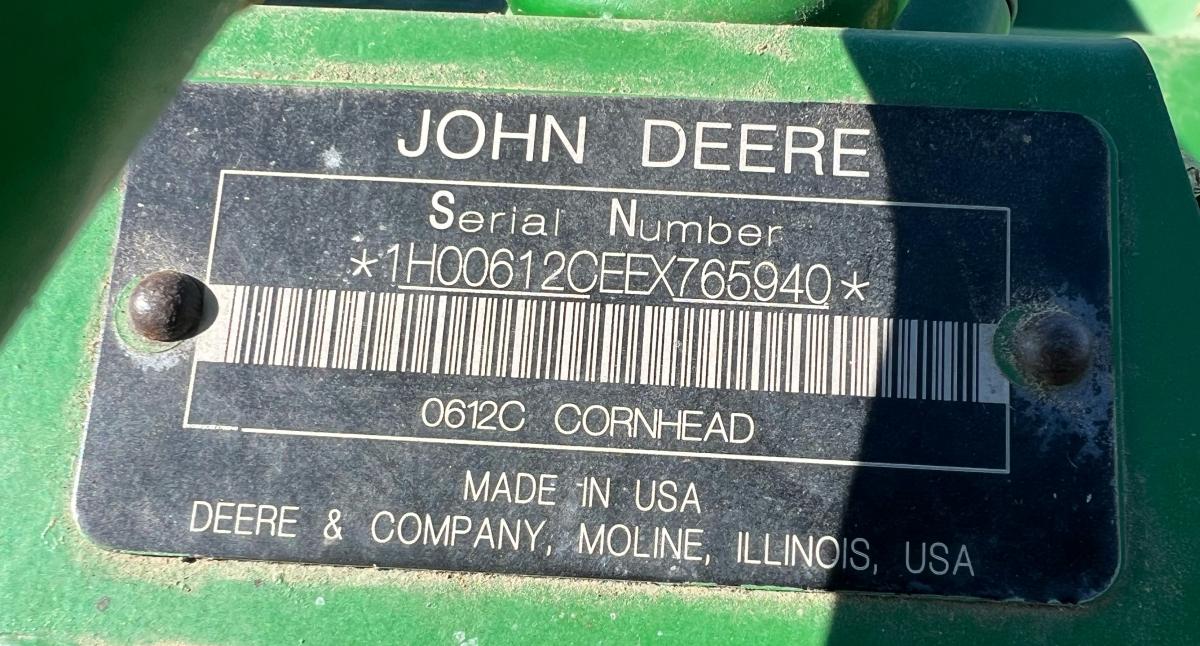 JOHN DEERE
Serial Number
*1H00612CEEX765940*
0612C CORNHEAD
MADE IN USA
DEERE & COMPANY, MOLINE, ILLINOIS, USA